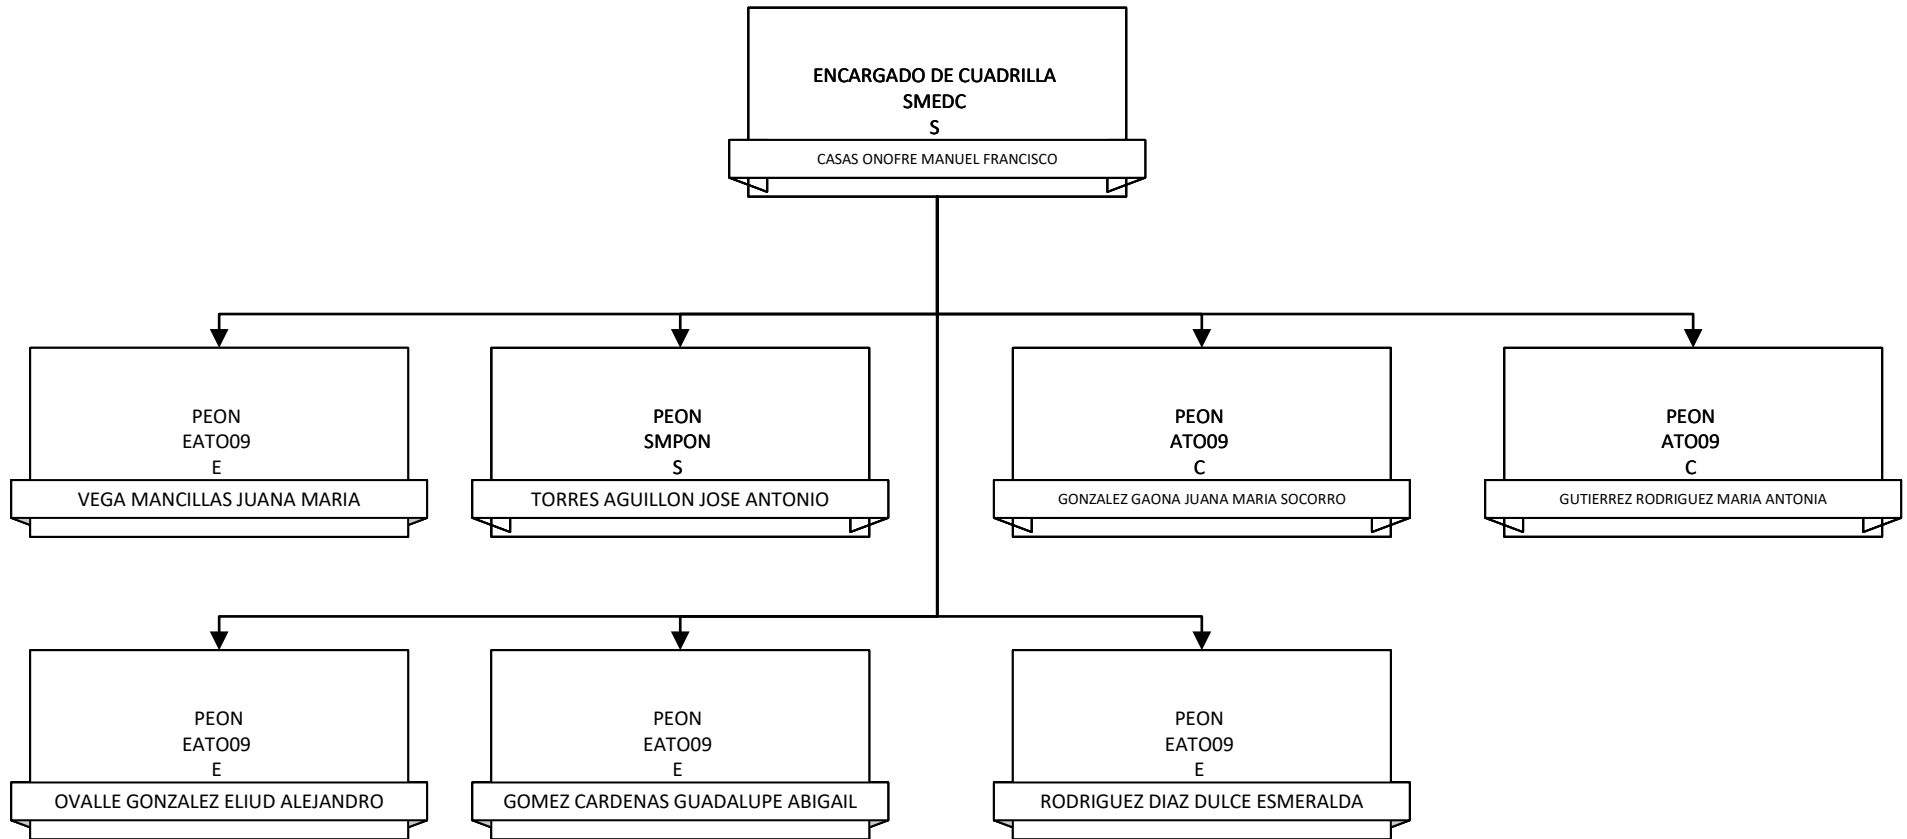 ENCARGADO DE CUADRILLA
SMEDC
S
CASAS ONOFRE MANUEL FRANCISCO
PEON
EATO09
E
VEGA MANCILLAS JUANA MARIA
PEON
SMPON
S
TORRES AGUILLON JOSE ANTONIO
PEON
ATO09
C
GONZALEZ GAONA JUANA MARIA SOCORRO
PEON
ATO09
C
GUTIERREZ RODRIGUEZ MARIA ANTONIA
PEON
EATO09
E
OVALLE GONZALEZ ELIUD ALEJANDRO
PEON
EATO09
E
GOMEZ CARDENAS GUADALUPE ABIGAIL
PEON
EATO09
E
RODRIGUEZ DIAZ DULCE ESMERALDA